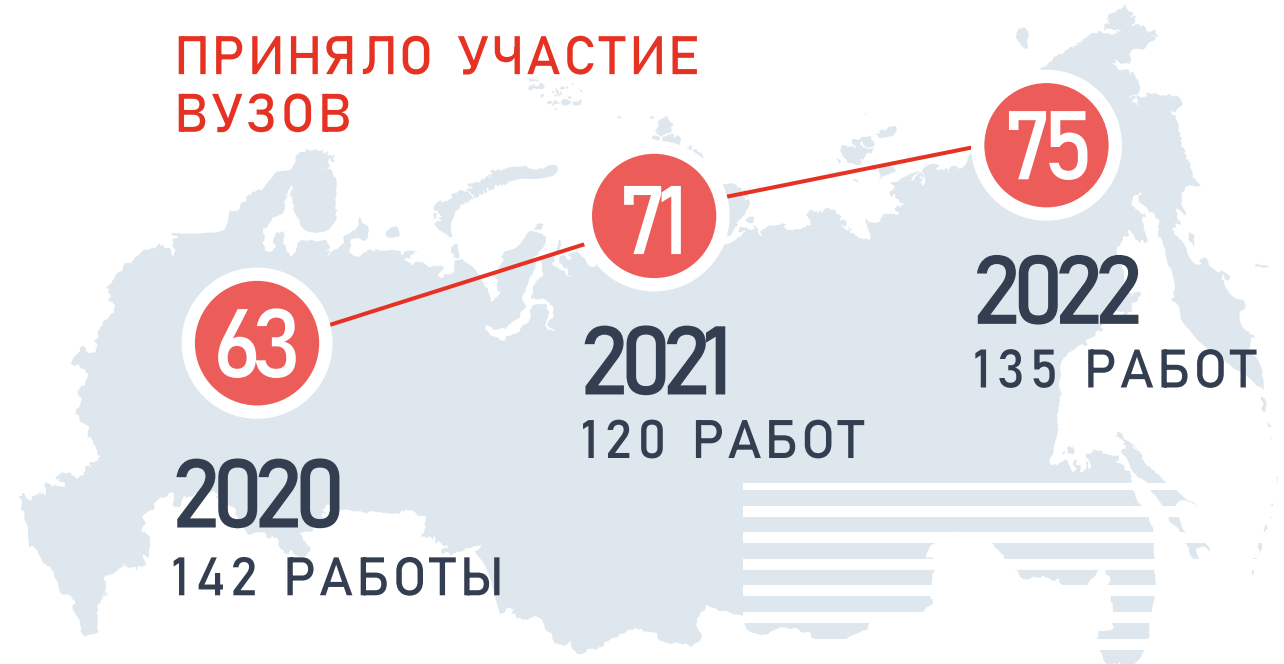 ПРИНЯЛО УЧАСТИЕ
ВУЗОВ
63
2020
142 РАБОТЫ
71
2021
120 РАБОТ
75
2022
135 РАБОТ